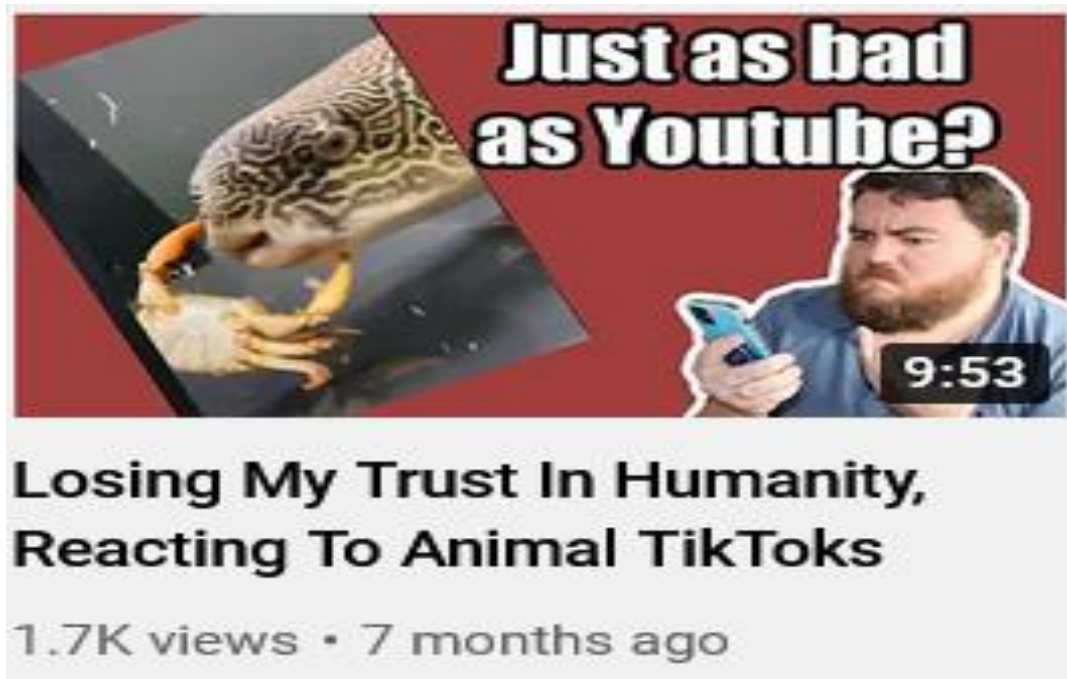 Just as bad
as Youtube?
9:53
Losing My Trust In Humanity,
Reacting To Animal TikToks
1.7K views • 7 months ago